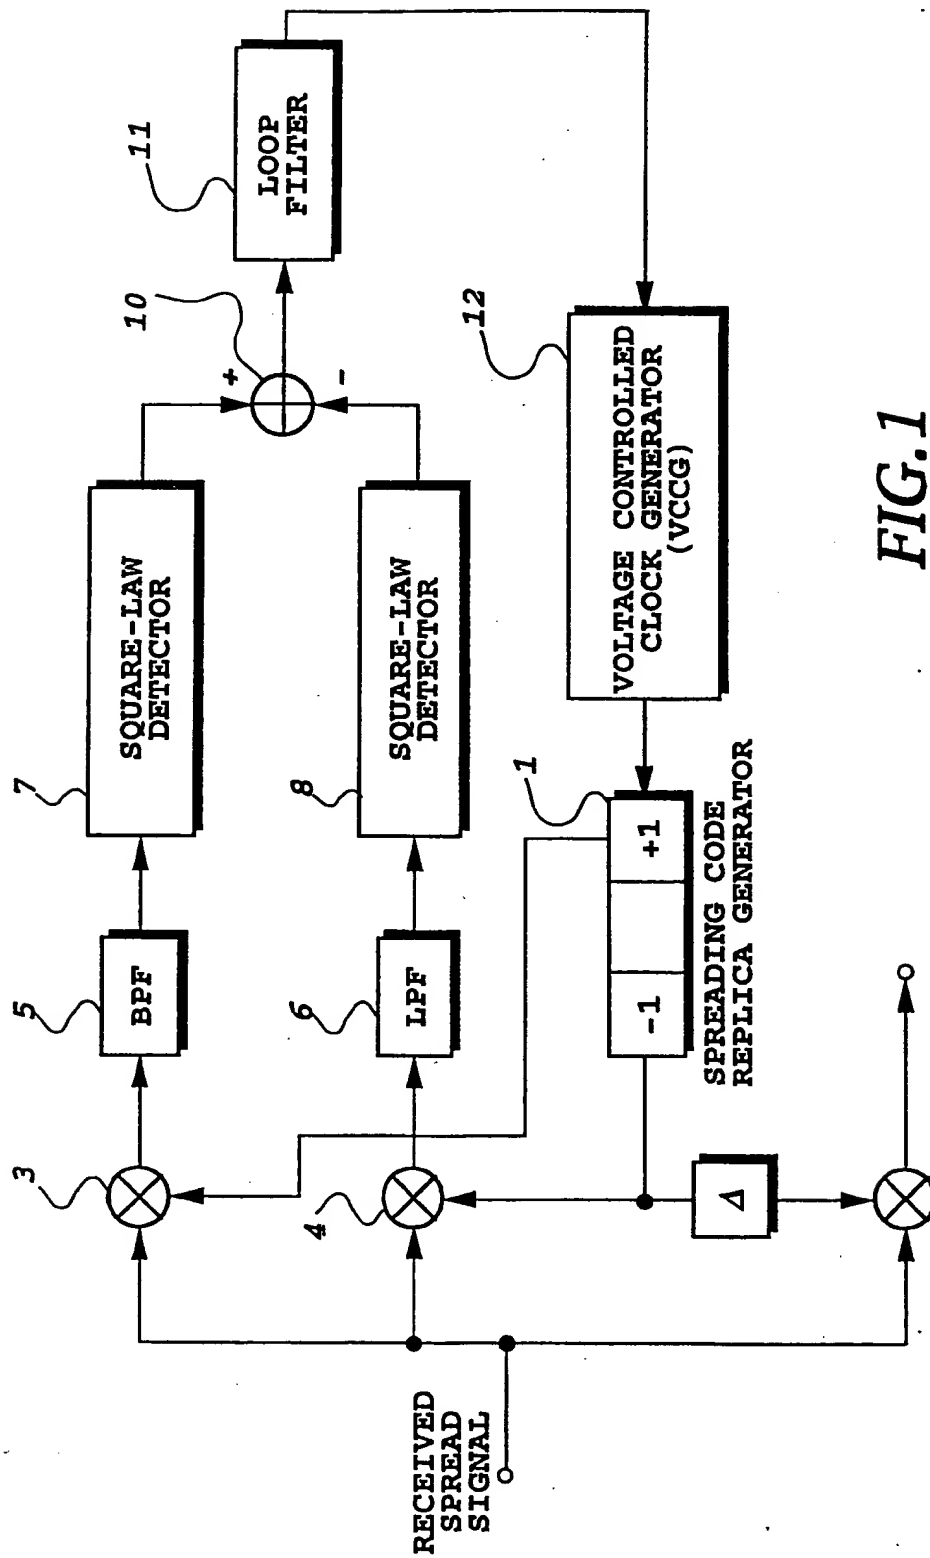 3
5
BPF
7
SQUARE-LAW
DETECTOR
+
10
-
11
LOOP
FILTER
4
6
LPF
8
SQUARE-LAW
DETECTOR
RECEIVED
SPREAD
SIGNAL
1
-1
+1
SPREADING CODE
REPLICA GENERATOR
12
VOLTAGE CONTROLLED
CLOCK GENERATOR
(VCCG)
Δ
FIG.1